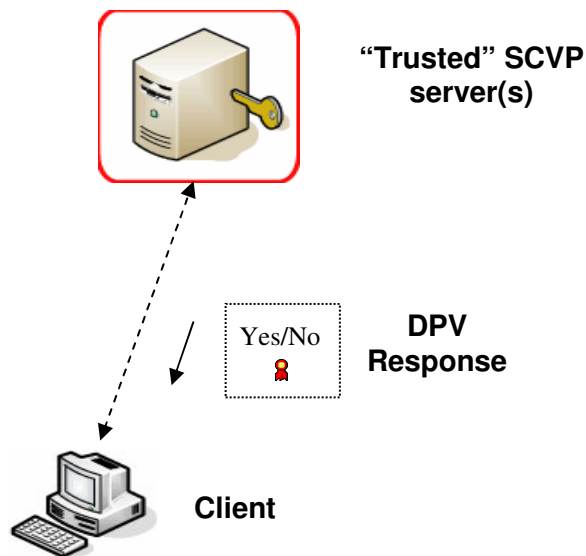 “Trusted” SCVP
server(s)
Yes/No
DPV
Response
Client